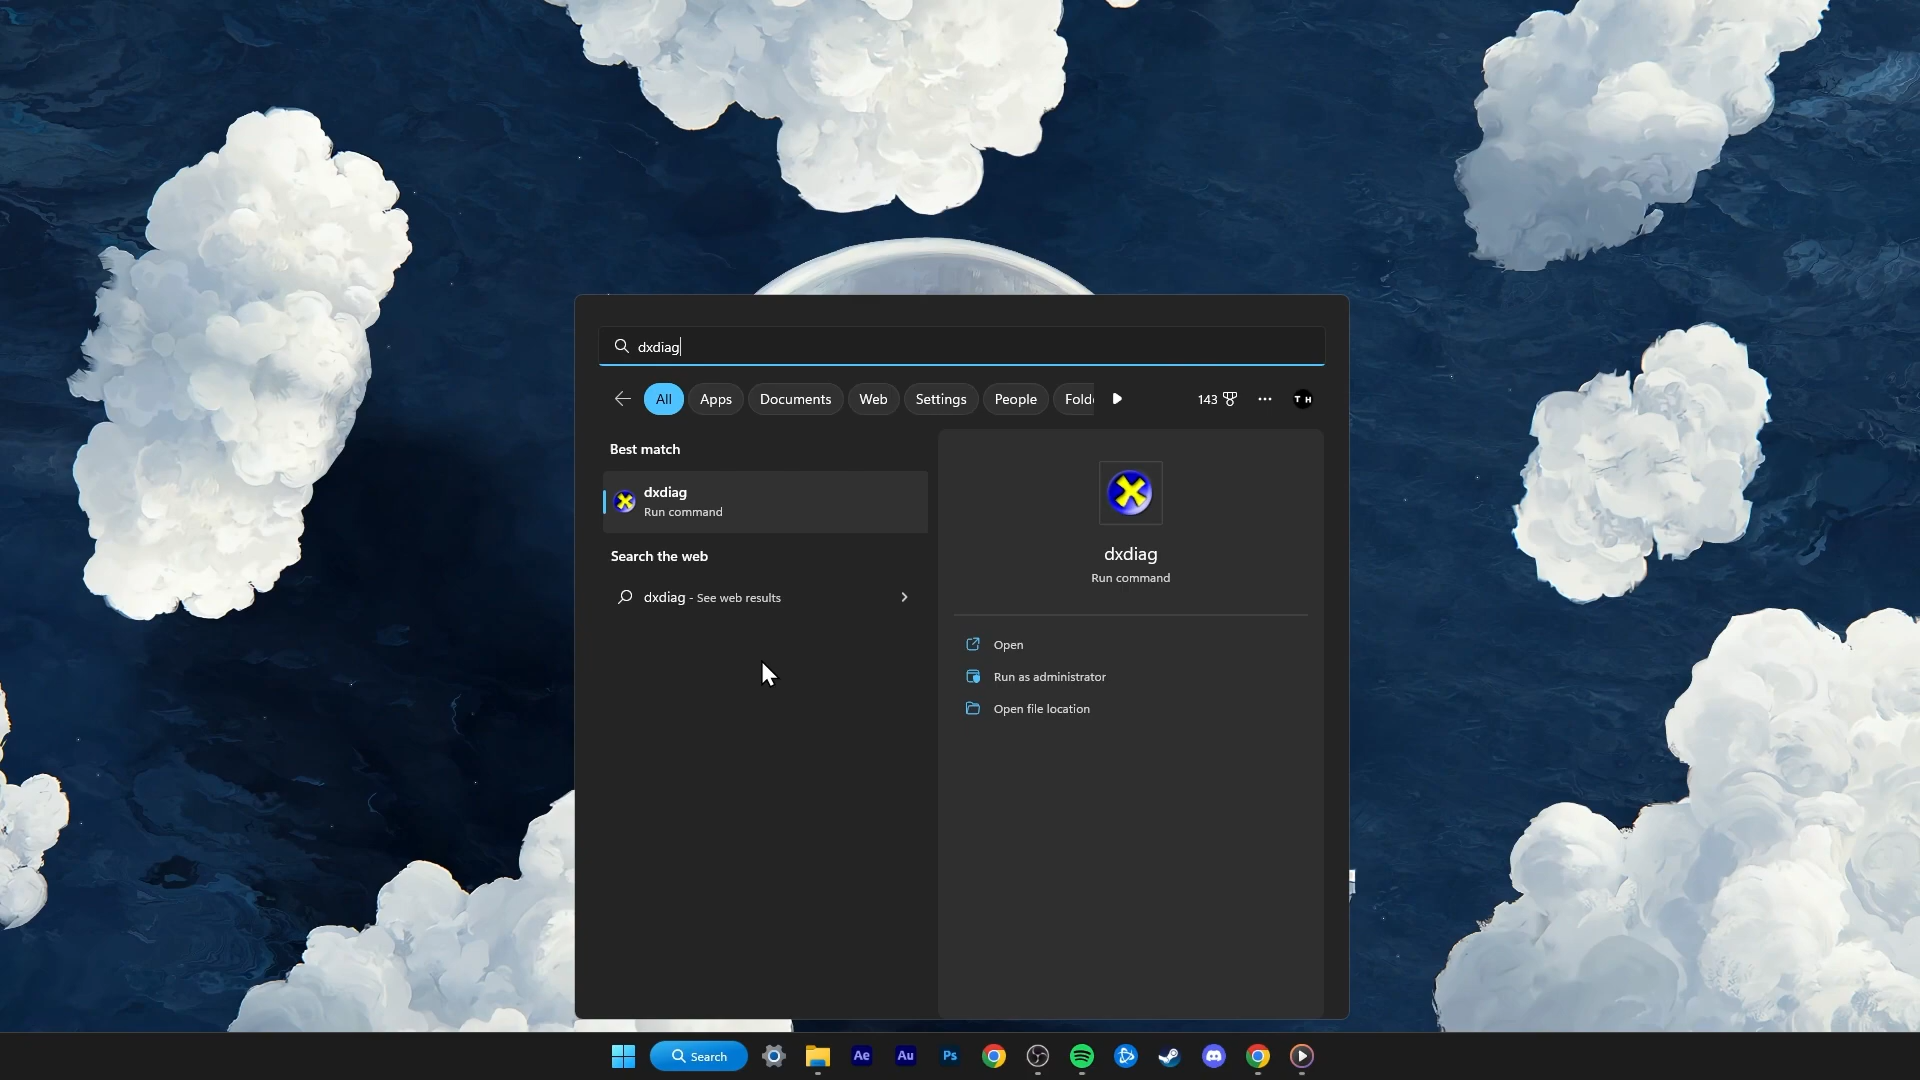 dxdiag
All Apps Documents Web Settings People Fold 143 T H
Best match
dxdiag
Run command
Search the web
dxdiag - See web results
dxdiag
Run command
Open
Run as administrator
Open file location
Search Ae Au Ps